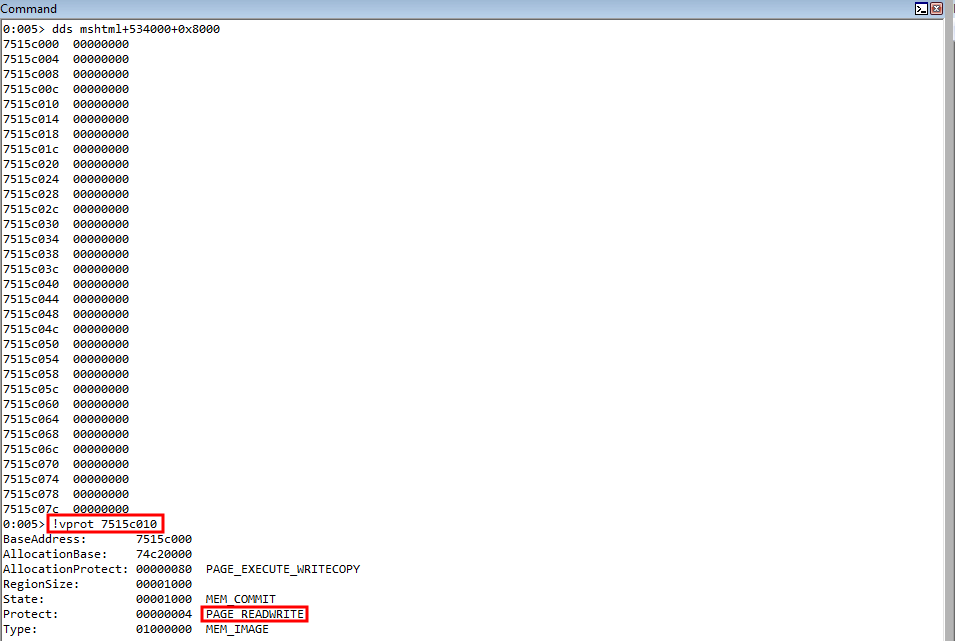 Command
0:005> dds mshtml+534000+0x8000
7515c000  00000000
7515c004  00000000
7515c008  00000000
7515c00c  00000000
7515c010  00000000
7515c014  00000000
7515c018  00000000
7515c01c  00000000
7515c020  00000000
7515c024  00000000
7515c028  00000000
7515c02c  00000000
7515c030  00000000
7515c034  00000000
7515c038  00000000
7515c03c  00000000
7515c040  00000000
7515c044  00000000
7515c048  00000000
7515c04c  00000000
7515c050  00000000
7515c054  00000000
7515c058  00000000
7515c05c  00000000
7515c060  00000000
7515c064  00000000
7515c068  00000000
7515c06c  00000000
7515c070  00000000
7515c074  00000000
7515c078  00000000
7515c07c  00000000
0:005> !vprot 7515c010
BaseAddress:       7515c000
AllocationBase:    74c20000
AllocationProtect: 00000080  PAGE_EXECUTE_WRITECOPY
RegionSize:        00001000
State:             00001000  MEM_COMMIT
Protect:           00000004  PAGE_READWRITE
Type:              01000000  MEM_IMAGE